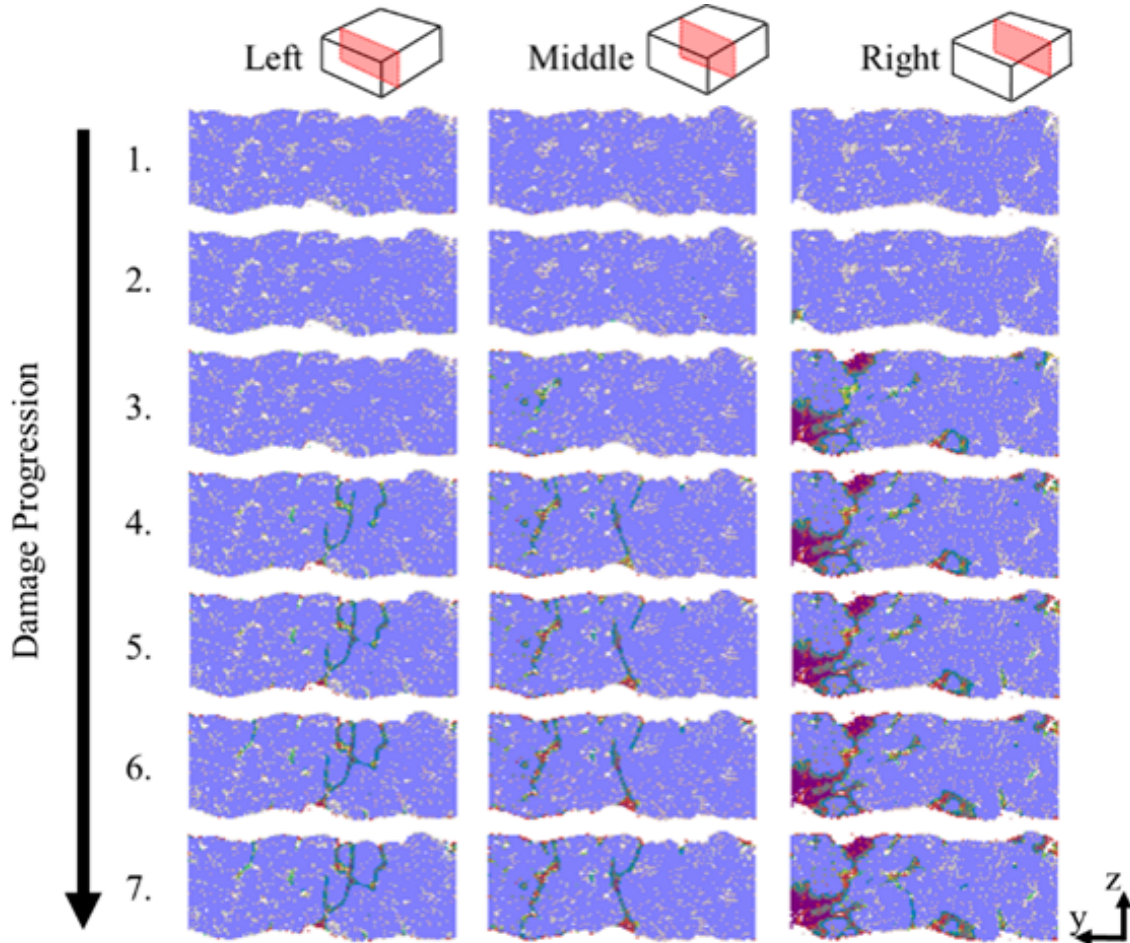 Left
Middle
Right
Damage Progression
1.
2.
3.
4.
5.
6.
7.
z
y